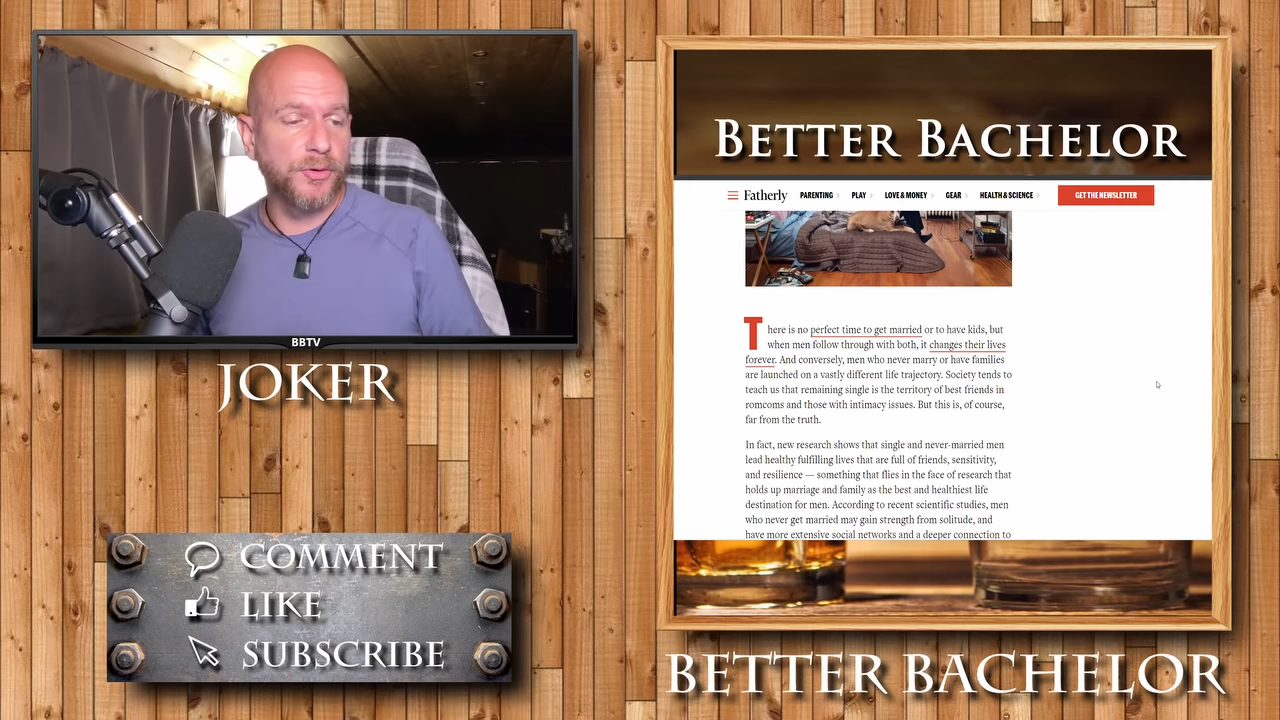 BBTV
JOKER
COMMENT
LIKE
SUBSCRIBE
BETTER BACHELOR
Fatherly PARENTING PLAY LOVE & MONEY GEAR HEALTH & SCIENCE GET THE NEWSLETTER
There is no perfect time to get married or to have kids, but
when men follow through with both, it changes their lives
forever. And conversely, men who never marry or have families
are launched on a vastly different life trajectory. Society tends to
teach us that remaining single is the territory of best friends in
romcoms and those with intimacy issues. But this is, of course,
far from the truth.
In fact, new research shows that single and never-married men
lead healthy fulfilling lives that are full of friends, sensitivity,
and resilience — something that flies in the face of research that
holds up marriage and family as the best and healthiest life
destination for men. According to recent scientific studies, men
who never get married may gain strength from solitude, and
have more extensive social networks and a deeper connection to
BETTER BACHELOR